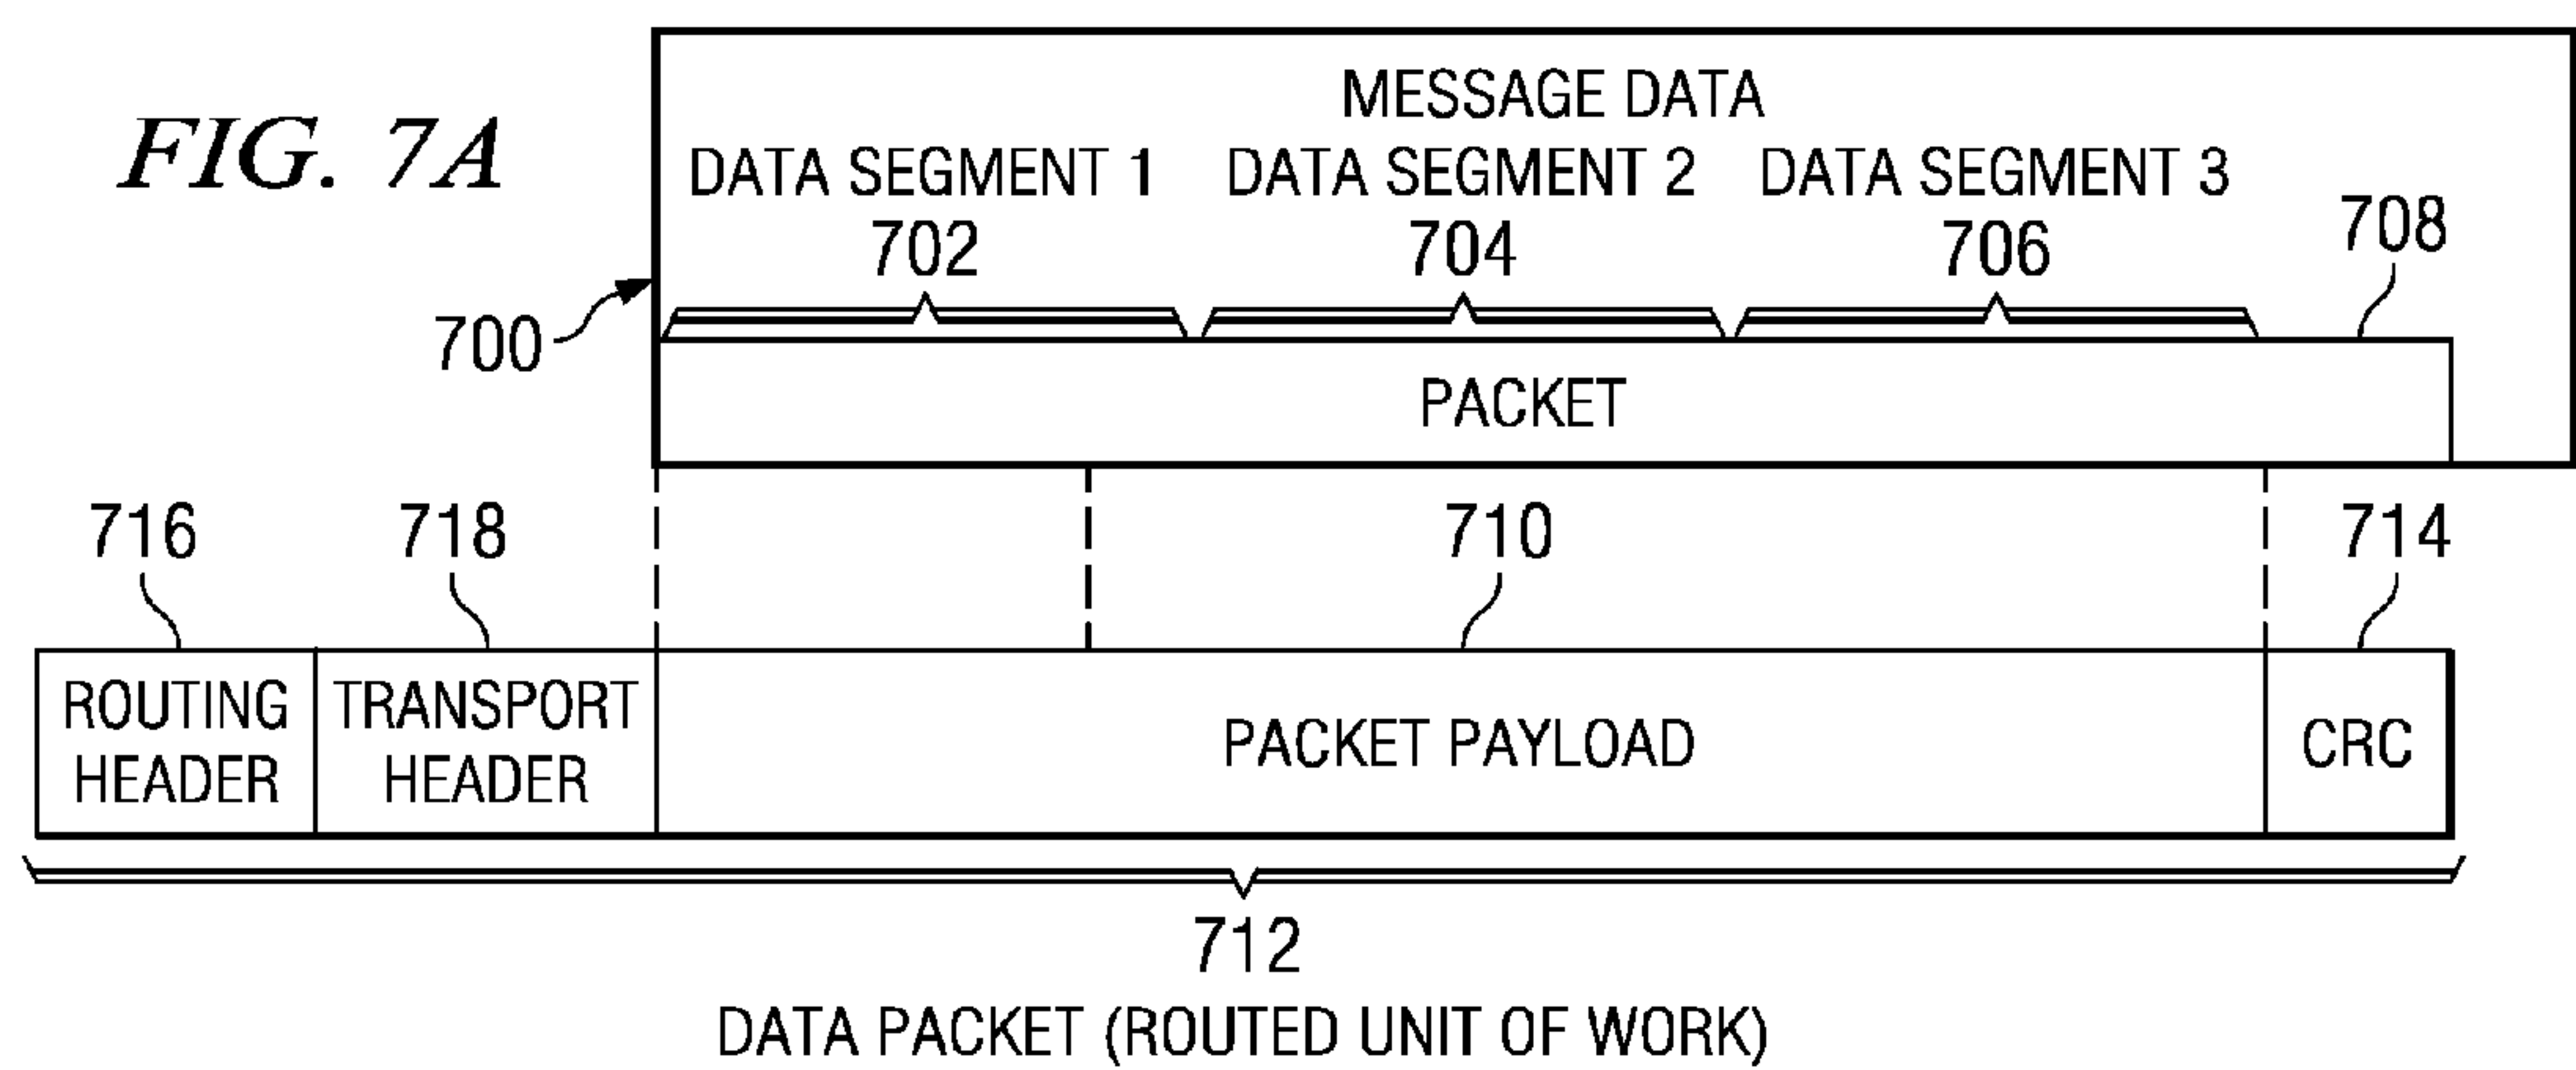 FIG. 7A
MESSAGE DATA
DATA SEGMENT 1 DATA SEGMENT 2 DATA SEGMENT 3
702 704 706 708
700
PACKET
716 718 710 714
ROUTING HEADER
TRANSPORT HEADER
PACKET PAYLOAD
CRC
712
DATA PACKET (ROUTED UNIT OF WORK)